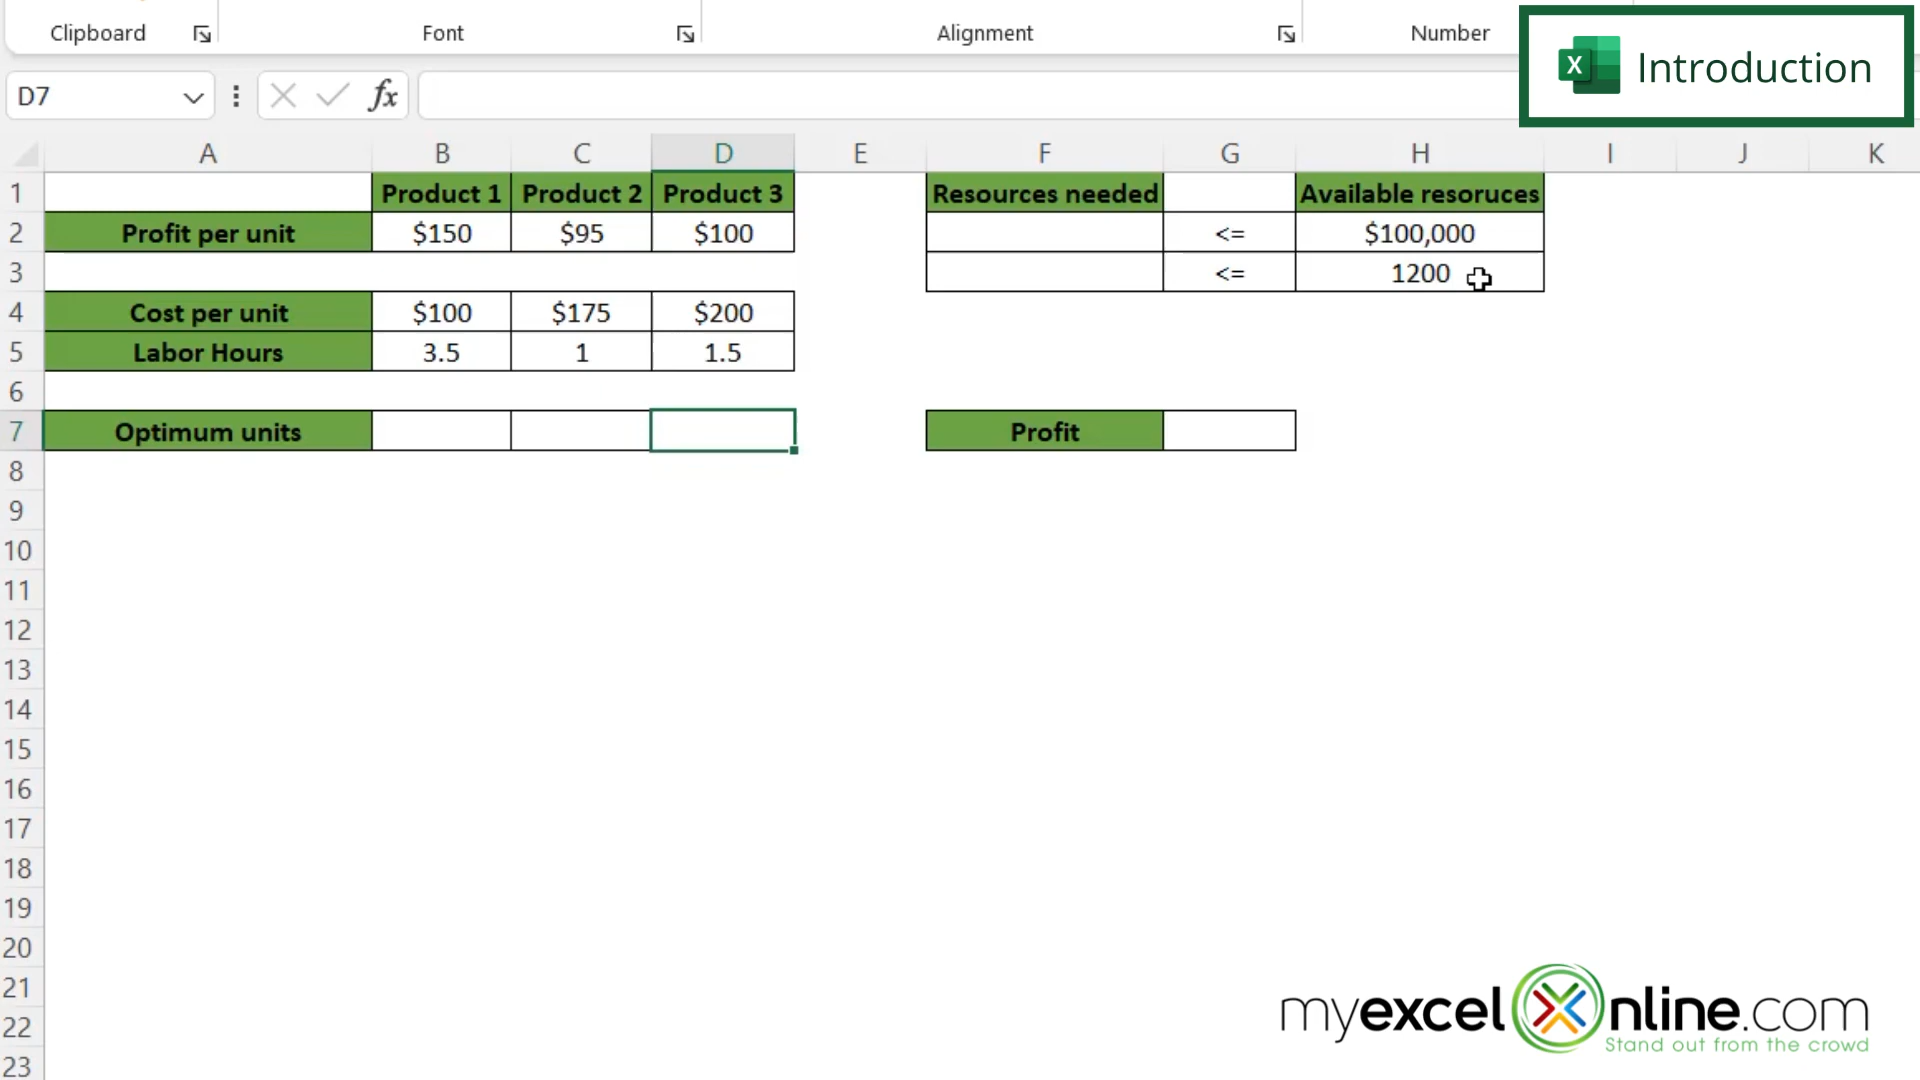 Clipboard Font Alignment Number
Introduction
D7 fx
A B C D E F G H I J K
1 Product 1 Product 2 Product 3 Resources needed Available resoruces
2 Profit per unit $150 $95 $100 <= $100,000
3 <= 1200
4 Cost per unit $100 $175 $200
5 Labor Hours 3.5 1 1.5
6
7 Optimum units Profit
8
9
10
11
12
13
14
15
16
17
18
19
20
21
22
23
myexcelonline.com
Stand out from the crowd